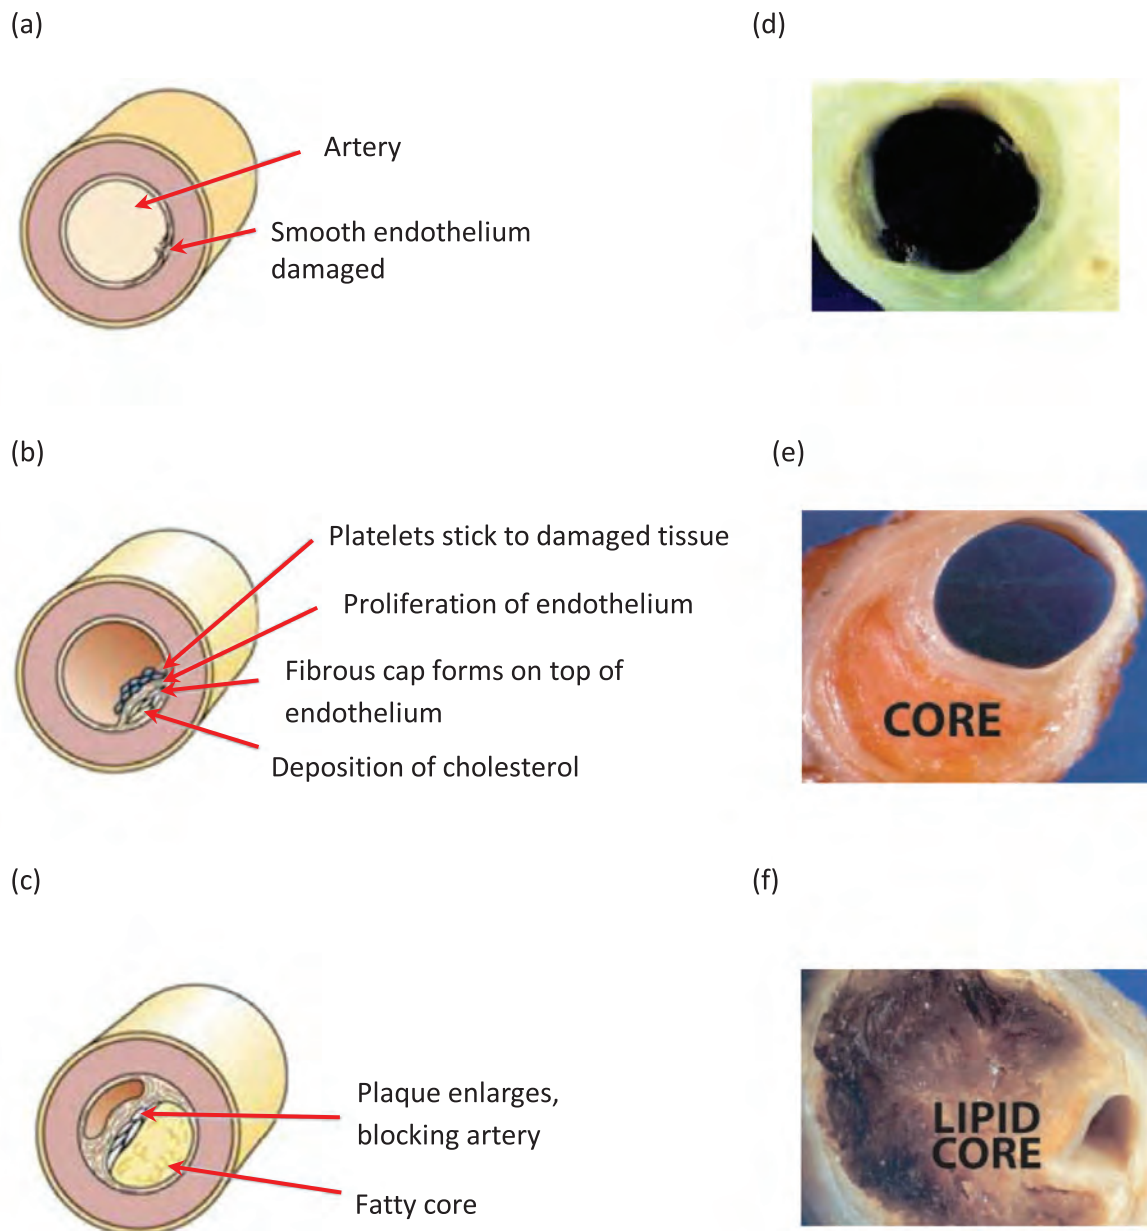 (a)
Artery
Smooth endothelium
damaged
(d)
(b)
Platelets stick to damaged tissue
Proliferation of endothelium
Fibrous cap forms on top of
endothelium
Deposition of cholesterol
(e)
CORE
(c)
Plaque enlarges,
blocking artery
Fatty core
(f)
LIPID
CORE